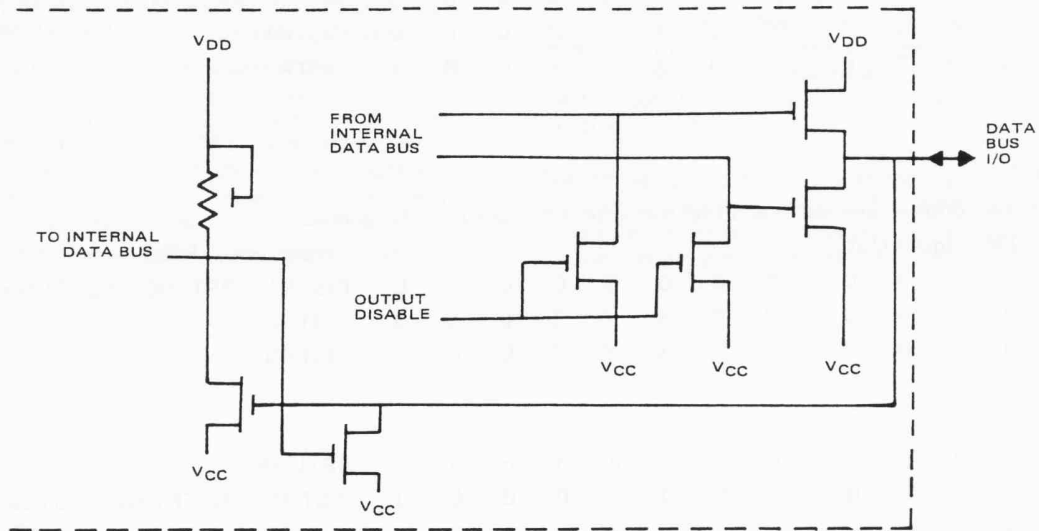 VDD
VDD
FROM
INTERNAL
DATA BUS
DATA
BUS
I/O
TO INTERNAL
DATA BUS
OUTPUT
DISABLE
VCC
VCC
VCC
VCC
VCC